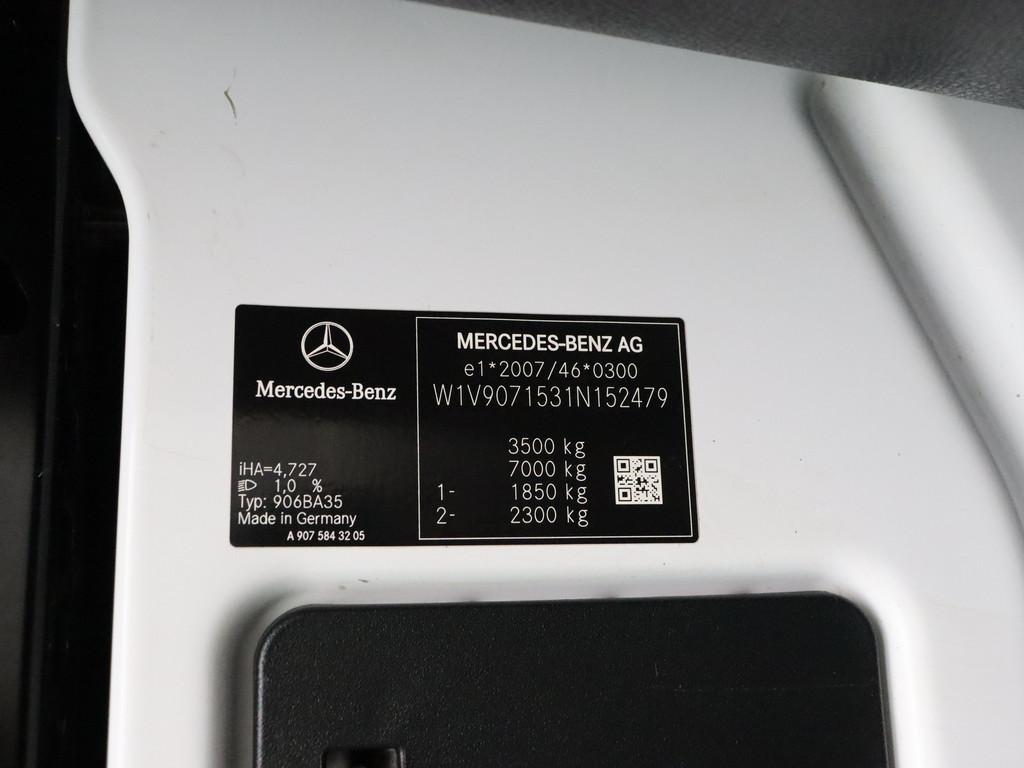 Mercedes-Benz
iHA=4,727
1,0 %
Typ: 906BA35
Made in Germany
A 907 584 32 05
MERCEDES-BENZ AG
e1*2007/46*0300
W1V9071531N152479
3500 kg
7000 kg
1- 1850 kg
2- 2300 kg